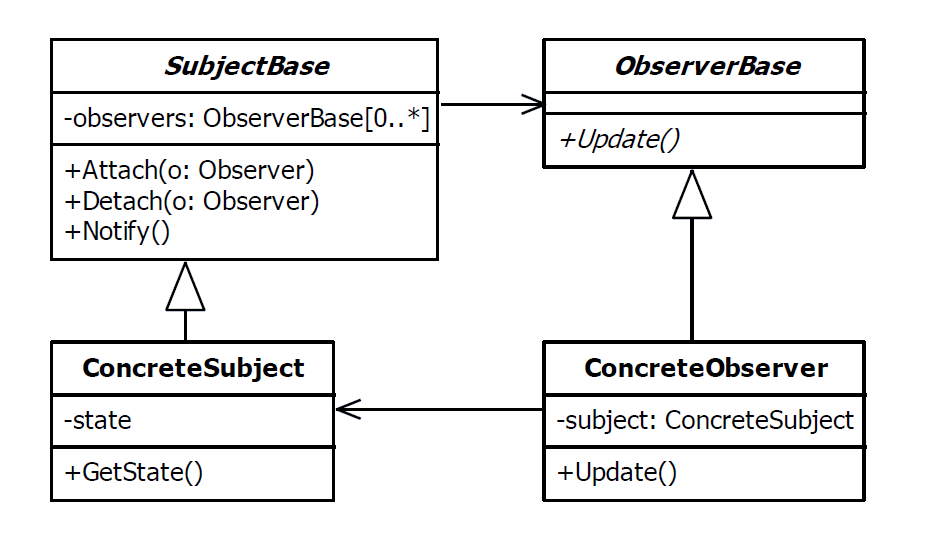 SubjectBase
-observers: ObserverBase[0..*]
+Attach(o: Observer)
+Detach(o: Observer)
+Notify()
ObserverBase
+Update()
ConcreteSubject
-state
+GetState()
ConcreteObserver
-subject: ConcreteSubject
+Update()